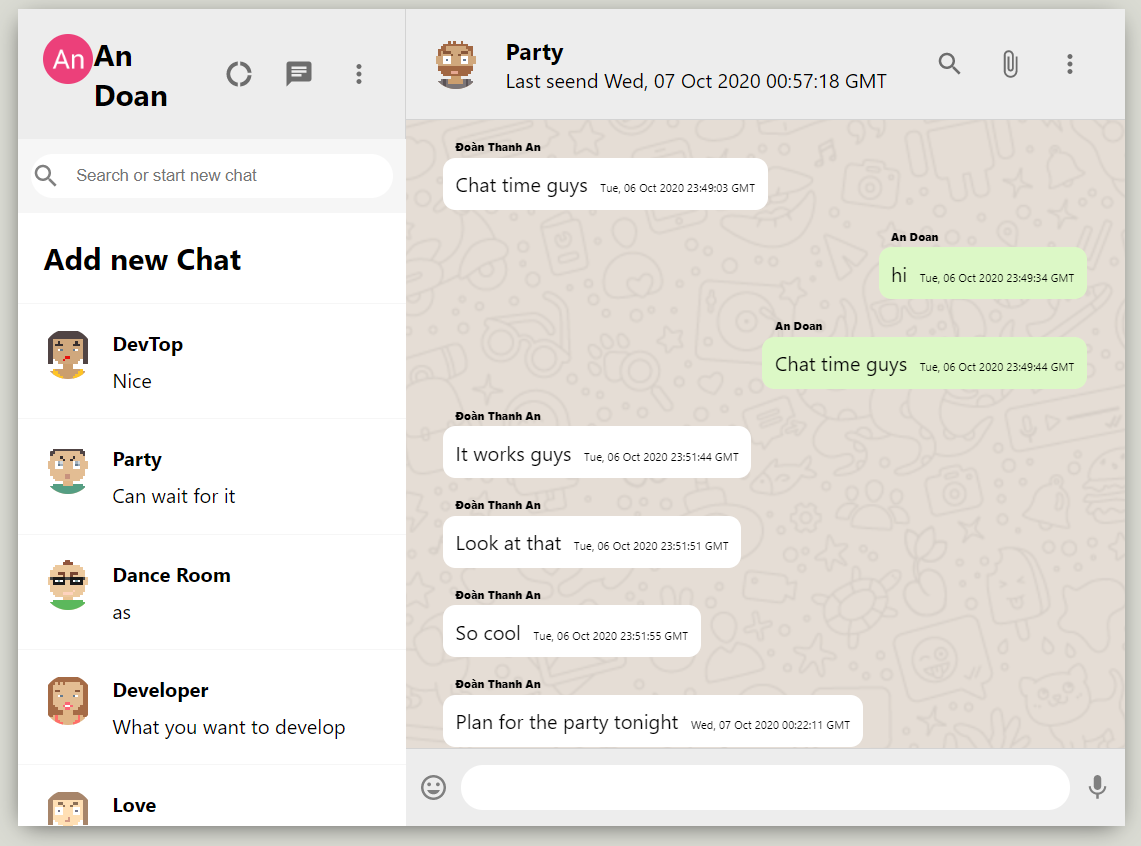 An
An
Doan
Search or start new chat
Add new Chat
DevTop
Nice
Party
Can wait for it
Dance Room
as
Developer
What you want to develop
Love
Party
Last seend Wed, 07 Oct 2020 00:57:18 GMT
Đoàn Thanh An
Chat time guys Tue, 06 Oct 2020 23:49:03 GMT
An Doan
hi Tue, 06 Oct 2020 23:49:34 GMT
An Doan
Chat time guys Tue, 06 Oct 2020 23:49:44 GMT
Đoàn Thanh An
It works guys Tue, 06 Oct 2020 23:51:44 GMT
Đoàn Thanh An
Look at that Tue, 06 Oct 2020 23:51:51 GMT
Đoàn Thanh An
So cool Tue, 06 Oct 2020 23:51:55 GMT
Đoàn Thanh An
Plan for the party tonight Wed, 07 Oct 2020 00:22:11 GMT